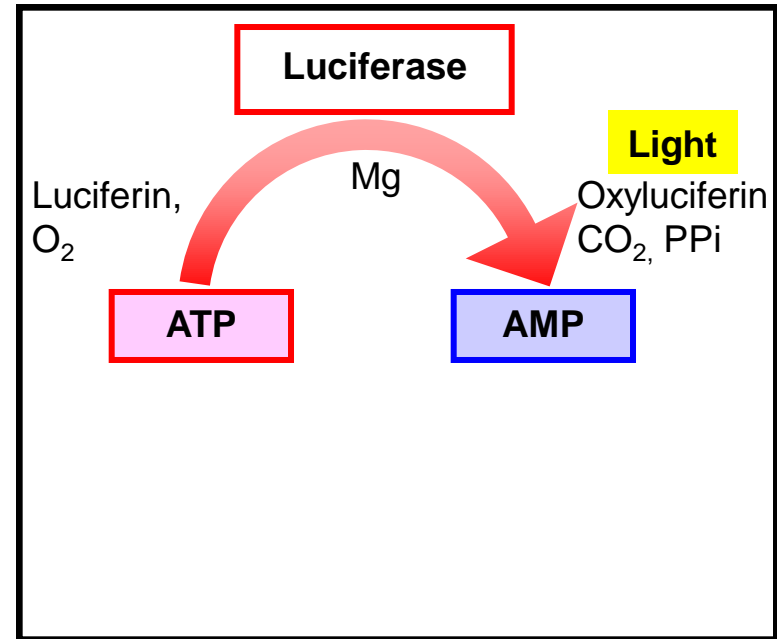 Luciferase
Light
Mg
Luciferin,
O₂
Oxyluciferin
CO₂, PPi
ATP
AMP